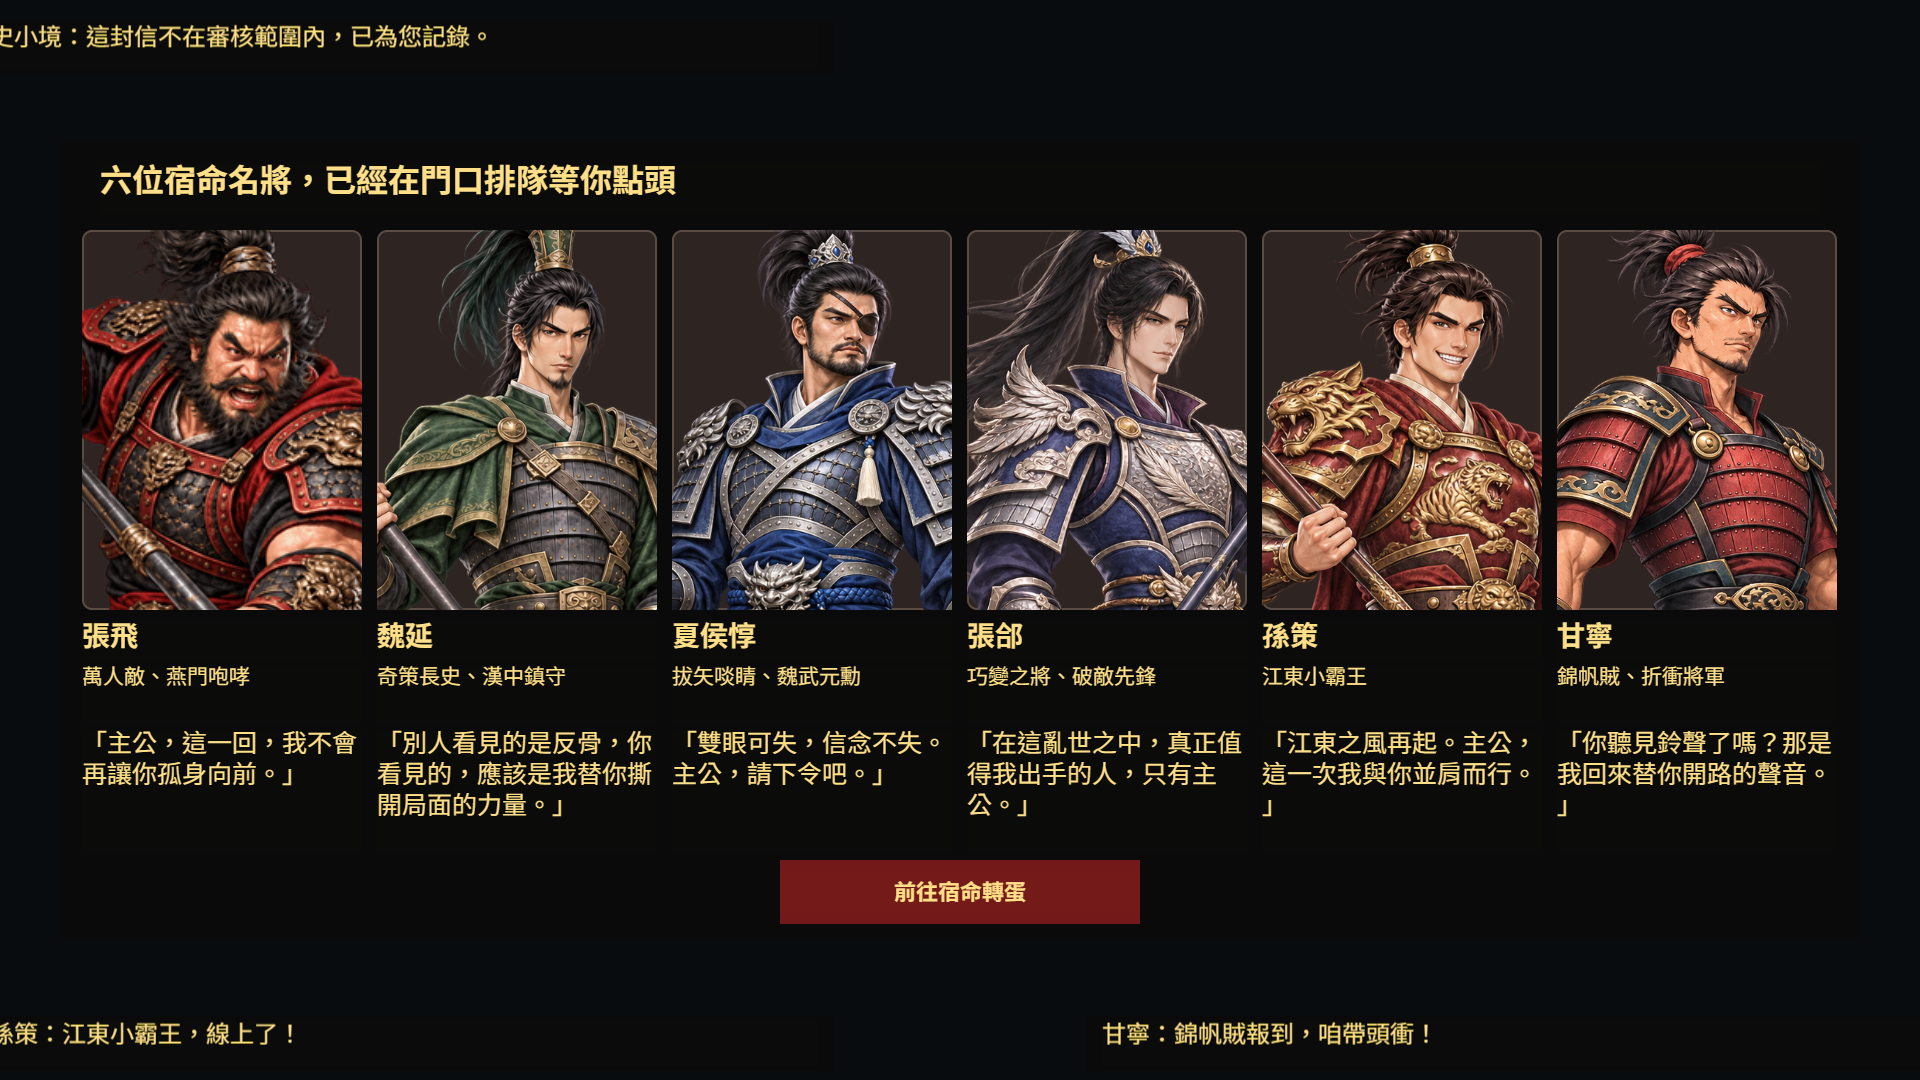 史小境：這封信不在審核範圍內，已為您記錄。
六位宿命名將，已經在門口排隊等你點頭
張飛
萬人敵、燕門咆哮
「主公，這一回，我不會
再讓你孤身向前。」
魏延
奇策長史、漢中鎮守
「別人看見的是反骨，你
看見的，應該是我替你撕
開局面的力量。」
夏侯惇
拔矢啖睛、魏武元勳
「雙眼可失，信念不失。
主公，請下令吧。」
張郃
巧變之將、破敵先鋒
「在這亂世之中，真正值
得我出手的人，只有主
公。」
孫策
江東小霸王
「江東之風再起。主公，
這一次我與你並肩而行。
」
甘寧
錦帆賊、折衝將軍
「你聽見鈴聲了嗎？那是
我回來替你開路的聲音。
」
前往宿命轉蛋
孫策：江東小霸王，線上了！
甘寧：錦帆賊報到，咱帶頭衝！